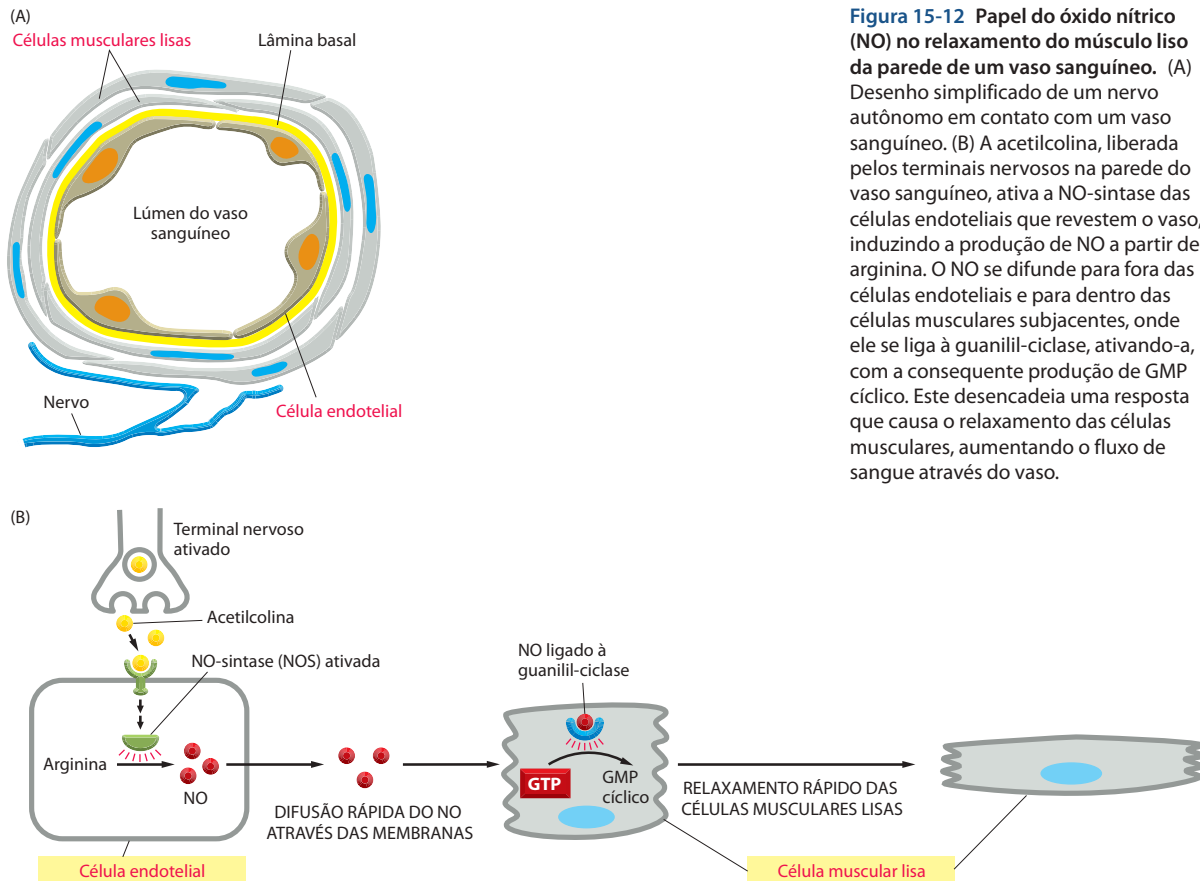 (A)
Células musculares lisas
Lâmina basal
Lúmen do vaso
sanguíneo
Nervo
Célula endotelial
Figura 15-12 Papel do óxido nítrico
(NO) no relaxamento do músculo liso
da parede de um vaso sanguíneo. (A)
Desenho simplificado de um nervo
autônomo em contato com um vaso
sanguíneo. (B) A acetilcolina, liberada
pelos terminais nervosos na parede do
vaso sanguíneo, ativa a NO-sintase das
células endoteliais que revestem o vaso,
induzindo a produção de NO a partir de
arginina. O NO se difunde para fora das
células endoteliais e para dentro das
células musculares subjacentes, onde
ele se liga à guanilil-ciclase, ativando-a,
com a consequente produção de GMP
cíclico. Este desencadeia uma resposta
que causa o relaxamento das células
musculares, aumentando o fluxo de
sangue através do vaso.
(B)
Terminal nervoso
ativado
Acetilcolina
NO-sintase (NOS) ativada
Arginina
NO
DIFUSÃO RÁPIDA DO NO
ATRAVÉS DAS MEMBRANAS
NO ligado à
guanilil-ciclase
GTP
GMP
cíclico
RELAXAMENTO RÁPIDO DAS
CÉLULAS MUSCULARES LISAS
Célula endotelial
Célula muscular lisa